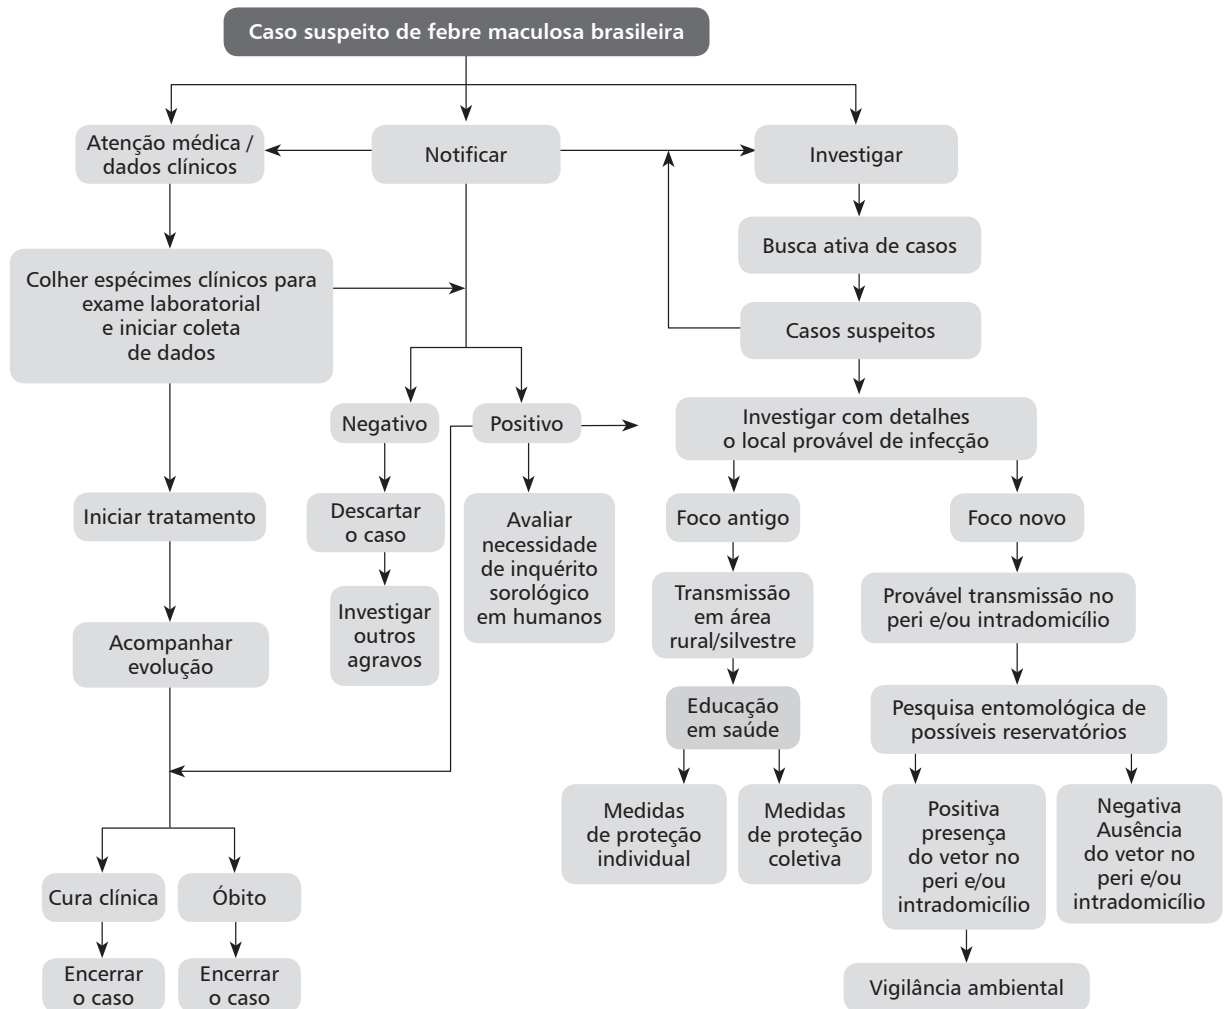 Caso suspeito de febre maculosa brasileira
Atenção médica /
dados clínicos
Notificar
Investigar
Busca ativa de casos
Colher espécimes clínicos para
exame laboratorial
e iniciar coleta
de dados
Casos suspeitos
Negativo
Positivo
Investigar com detalhes
o local provável de infecção
Iniciar tratamento
Descartar
o caso
Avaliar
necessidade
de inquérito
sorológico
em humanos
Foco antigo
Foco novo
Investigar
outros
agravos
Transmissão
em área
rural/silvestre
Provável transmissão no
peri e/ou intradomicílio
Acompanhar
evolução
Educação
em saúde
Pesquisa entomológica de
possíveis reservatórios
Medidas
de proteção
individual
Medidas
de proteção
coletiva
Positiva
presença
do vetor no
peri e/ou
intradomicílio
Negativa
Ausência
do vetor no
peri e/ou
intradomicílio
Cura clínica
Óbito
Encerrar
o caso
Encerrar
o caso
Vigilância ambiental